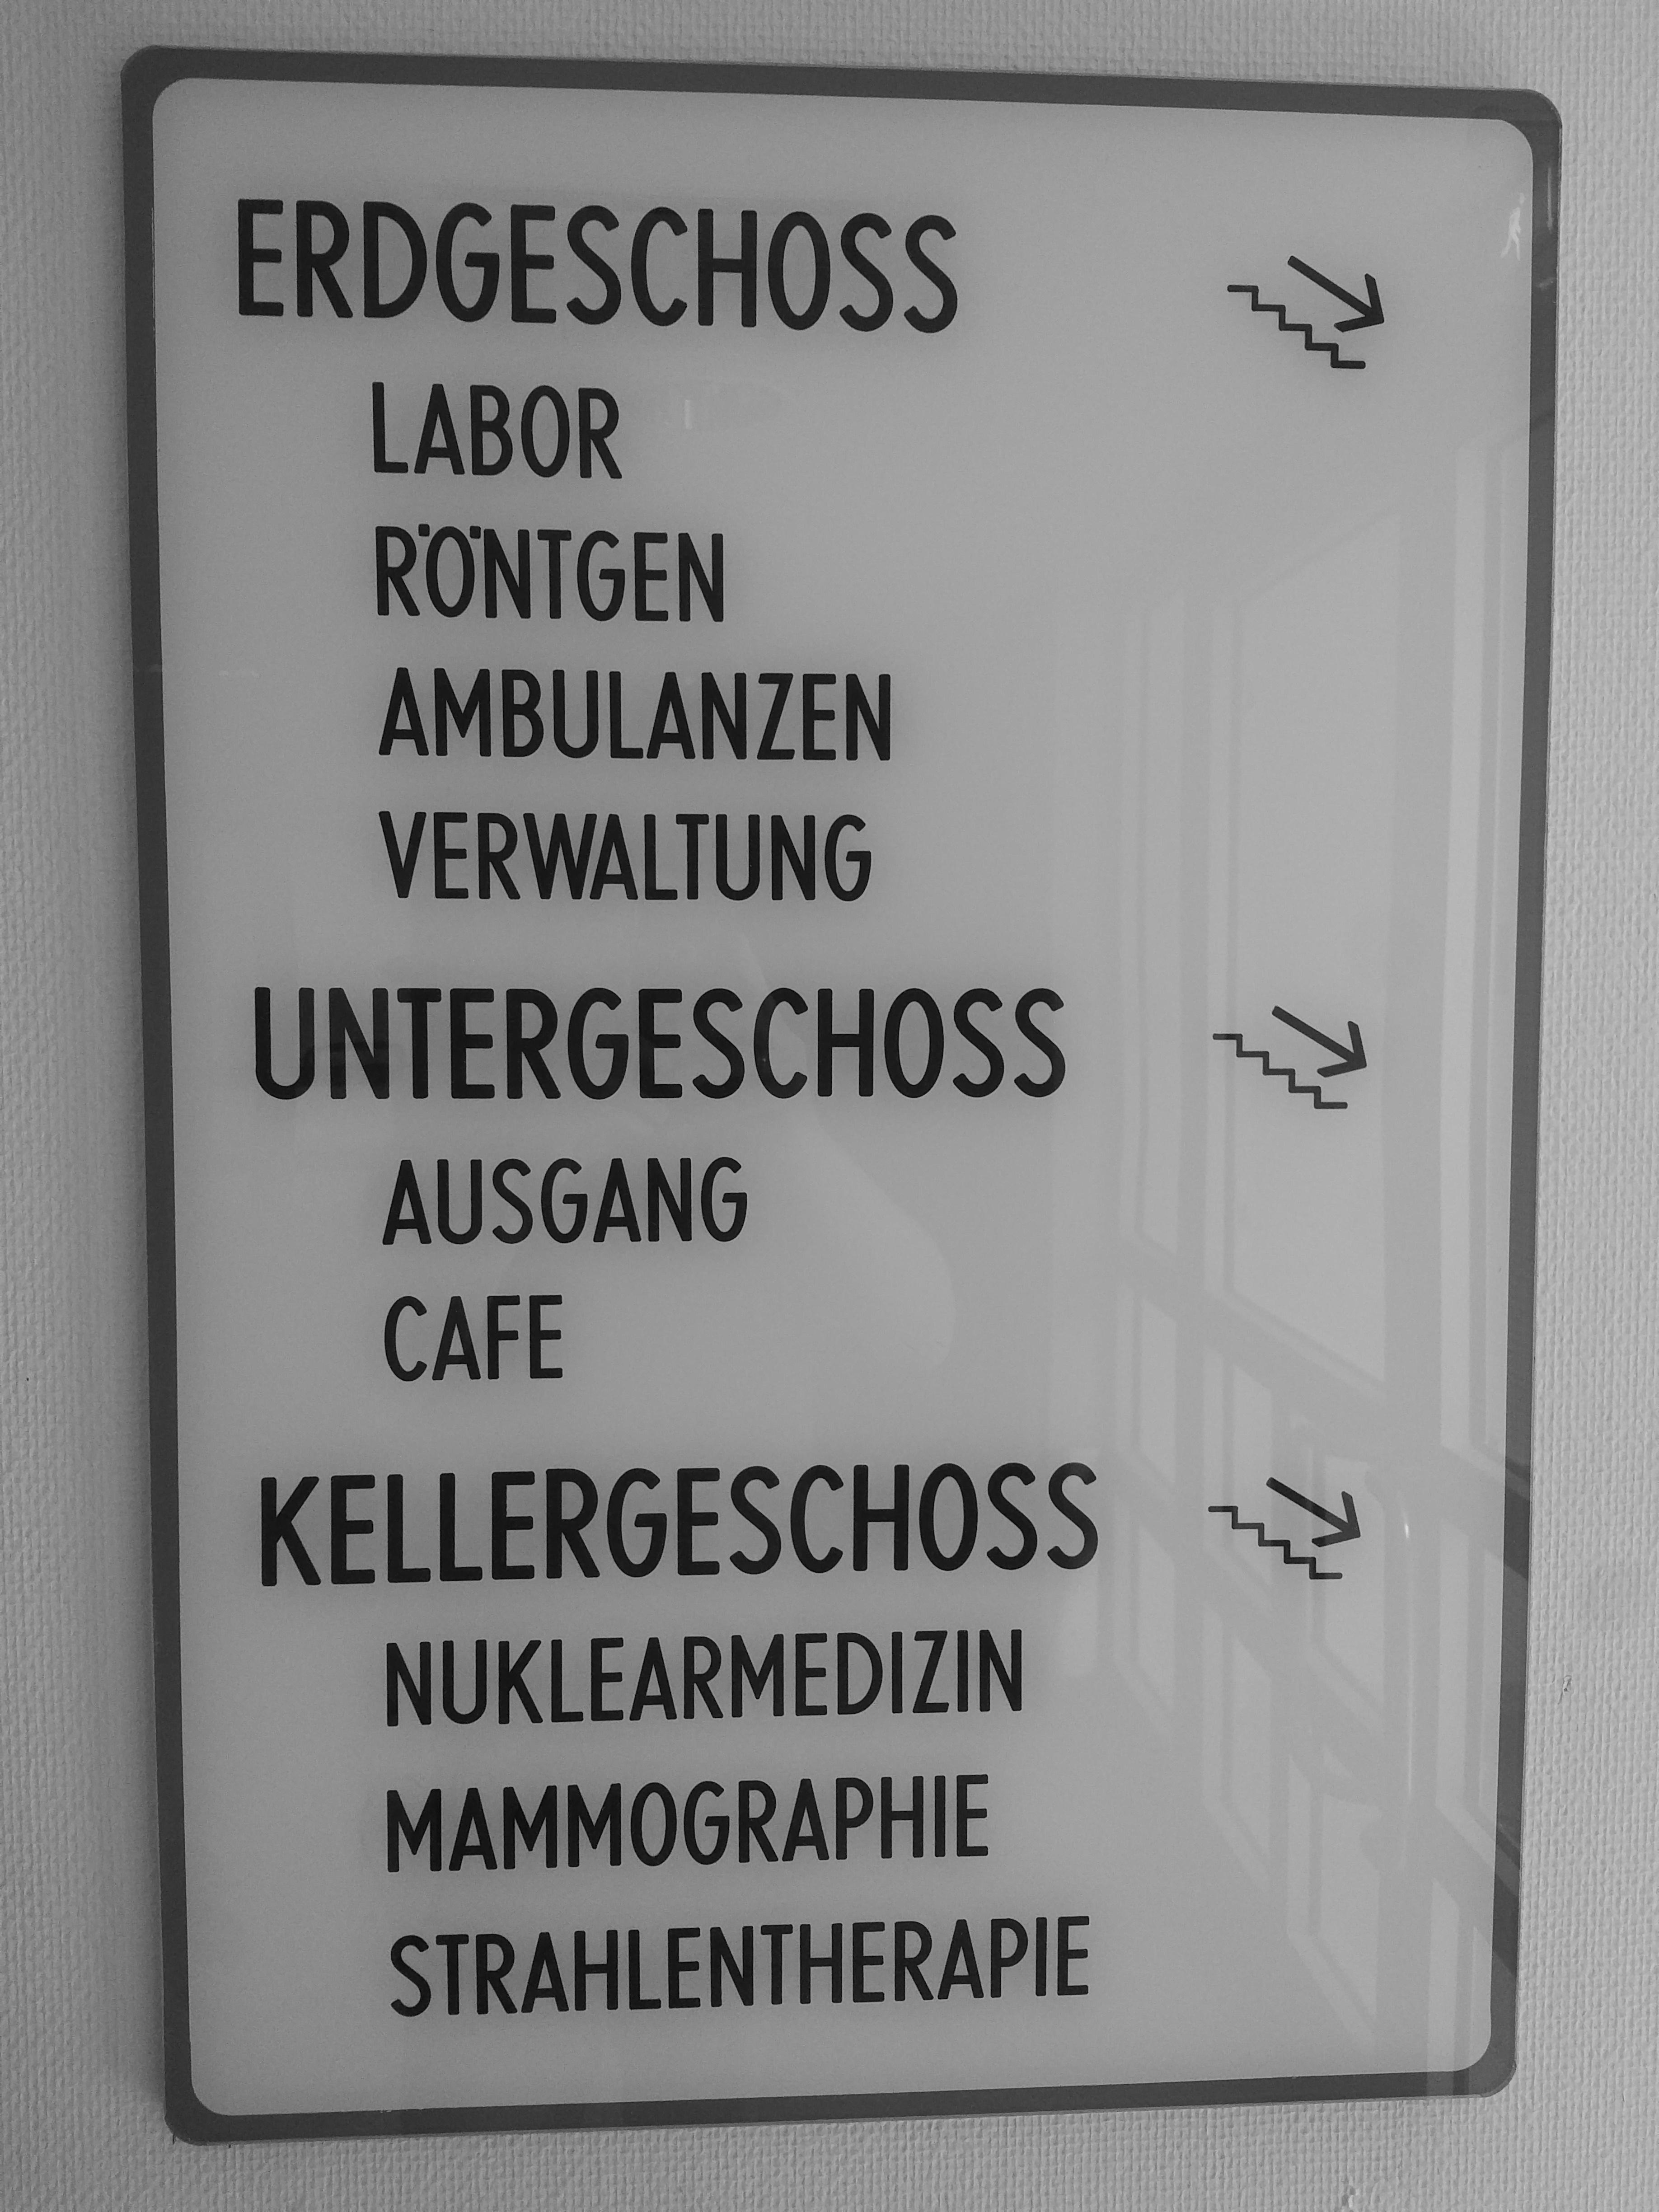 ERDGESCHOSS
LABOR
RÖNTGEN
AMBULANZEN
VERWALTUNG
UNTERGESCHOSS
AUSGANG
CAFE
KELLERGESCHOSS
NUKLEARMEDIZIN
MAMMOGRAPHIE
STRAHLENTHERAPIE